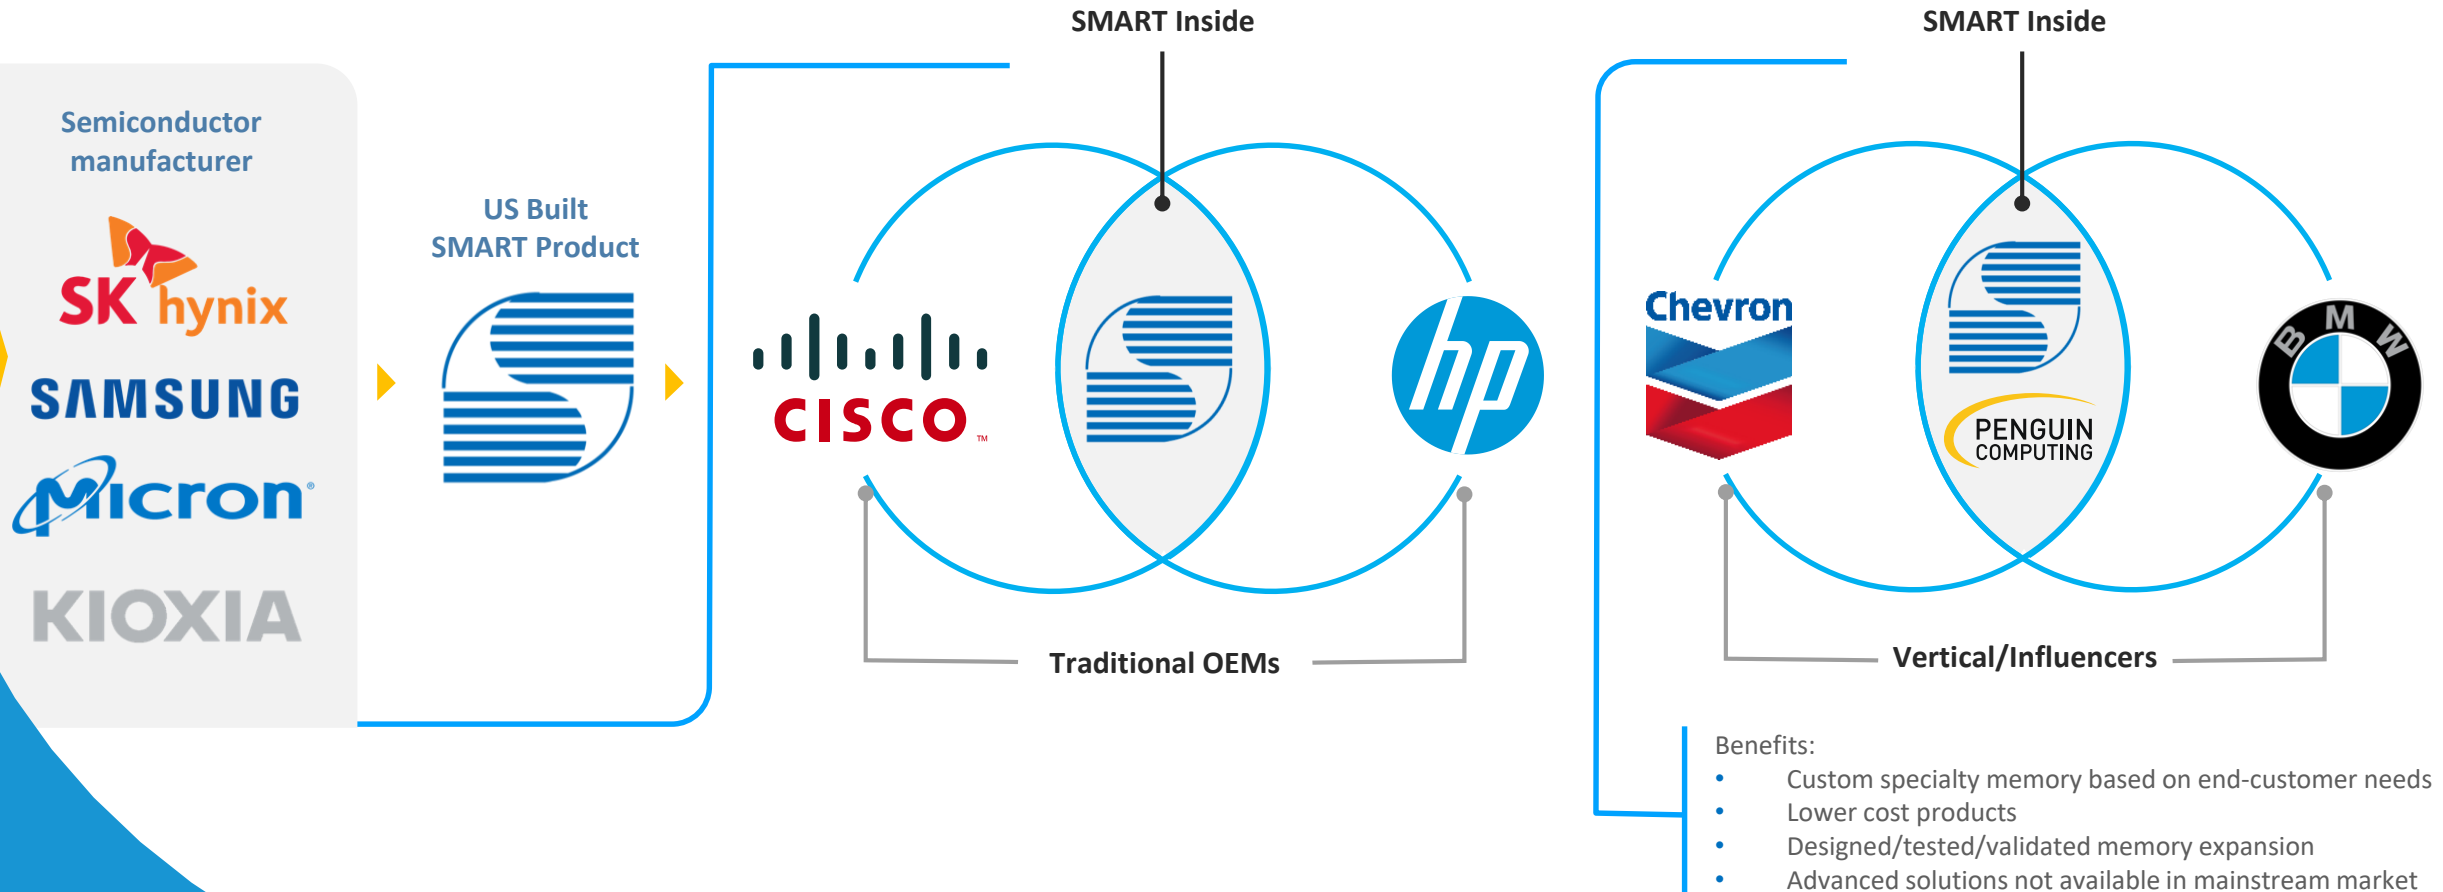 Semiconductor
manufacturer
SK hynix
SAMSUNG
Micron®
KIOXIA
US Built
SMART Product
SMART Inside
CISCO™
hp
Traditional OEMs
SMART Inside
Chevron
PENGUIN
COMPUTING
BMW
Vertical/Influencers
Benefits:
• Custom specialty memory based on end-customer needs
• Lower cost products
• Designed/tested/validated memory expansion
• Advanced solutions not available in mainstream market